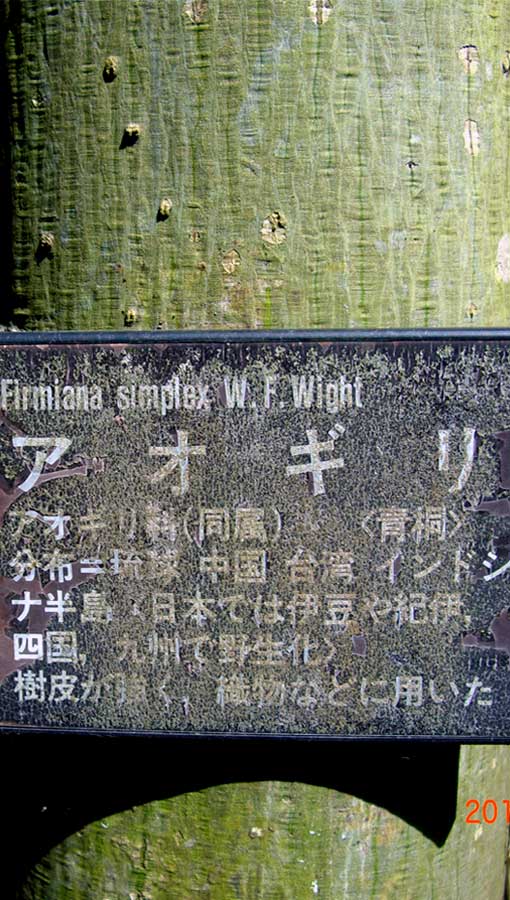 Firmiana simplex W. F. Wight
アオギリ
アオギリ科(同属) 〈青桐〉
分布=琉球 中国 台湾 インドシ
ナ半島〈日本では伊豆や紀伊,
四国, 九州で野生化〉
樹皮が強く, 織物などに用いた
201